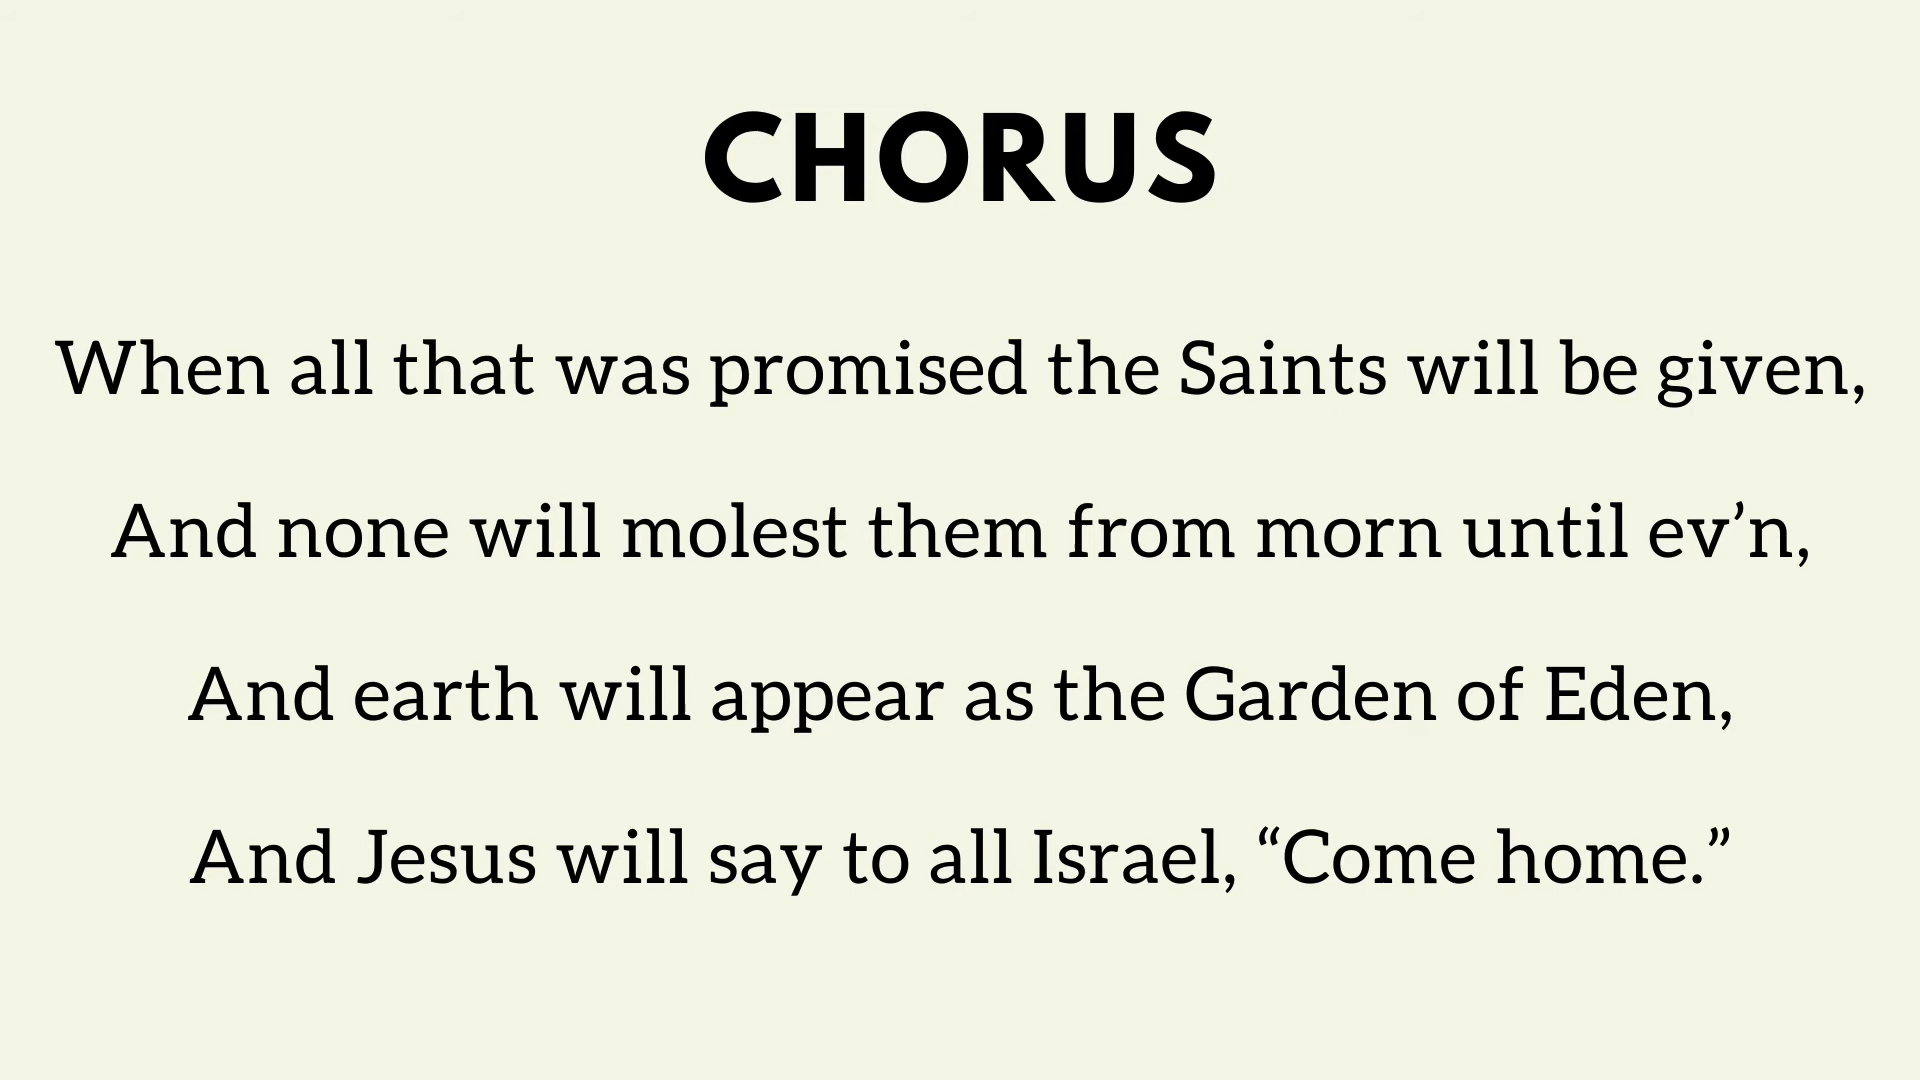 CHORUS
When all that was promised the Saints will be given,
And none will molest them from morn until ev’n,
And earth will appear as the Garden of Eden,
And Jesus will say to all Israel, “Come home.”